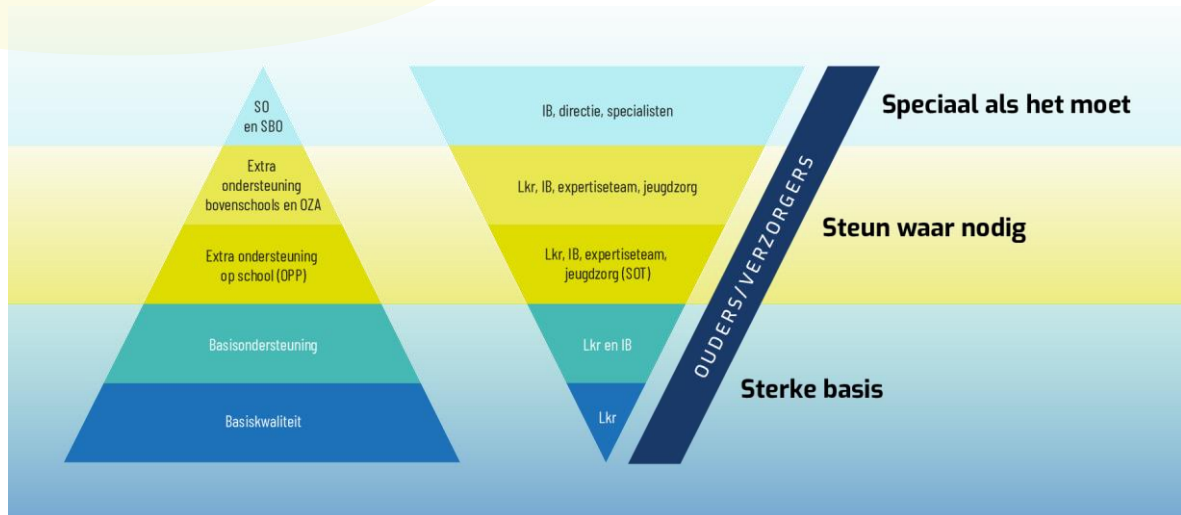 SO
en SBO
Extra
ondersteuning
bovenschools en OZA
Extra ondersteuning
op school (OPP)
Basisondersteuning
Basiskwaliteit
IB, directie, specialisten
Lkr, IB, expertiseteam, jeugdzorg
Lkr, IB, expertiseteam,
jeugdzorg (SOT)
Lkr en IB
Lkr
OUDERS/VERZORGERS
Speciaal als het moet
Steun waar nodig
Sterke basis